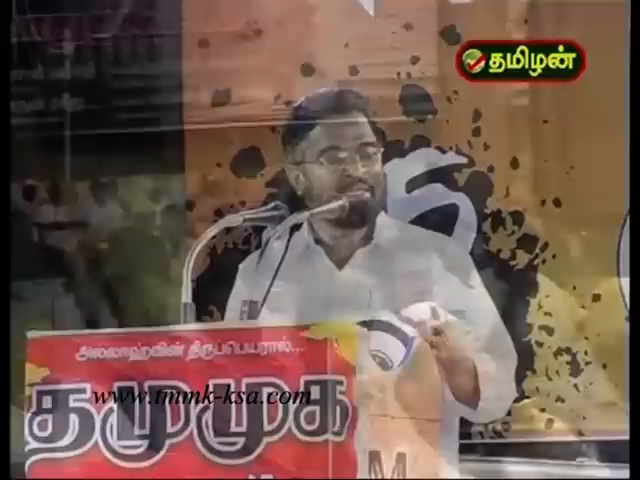 தமிழன்
அல்லாஹ்வின் திருப்பெயரால்...
தமுமுக
www.tmmk-ksa.com
M